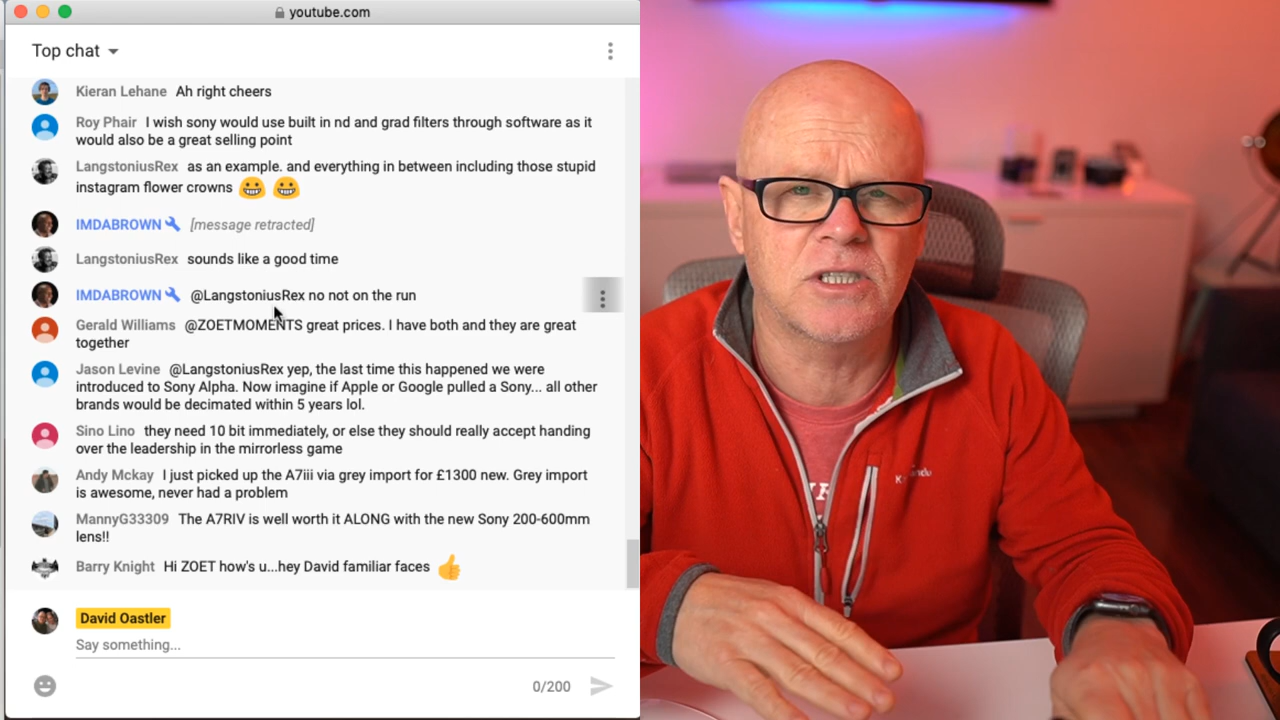 youtube.com
Top chat
Kieran Lehane Ah right cheers
Roy Phair I wish sony would use built in nd and grad filters through software as it
would also be a great selling point
LangstoniusRex as an example. and everything in between including those stupid
instagram flower crowns 😀 😀
IMDABROWN [message retracted]
LangstoniusRex sounds like a good time
IMDABROWN @LangstoniusRex no not on the run
Gerald Williams @ZOETMOMENTS great prices. I have both and they are great
together
Jason Levine @LangstoniusRex yep, the last time this happened we were
introduced to Sony Alpha. Now imagine if Apple or Google pulled a Sony... all other
brands would be decimated within 5 years lol.
Sino Lino they need 10 bit immediately, or else they should really accept handing
over the leadership in the mirrorless game
Andy Mckay I just picked up the A7iii via grey import for £1300 new. Grey import
is awesome, never had a problem
MannyG33309 The A7RIV is well worth it ALONG with the new Sony 200-600mm
lens!!
Barry Knight Hi ZOET how's u...hey David familiar faces 👍
David Oastler
Say something...
0/200